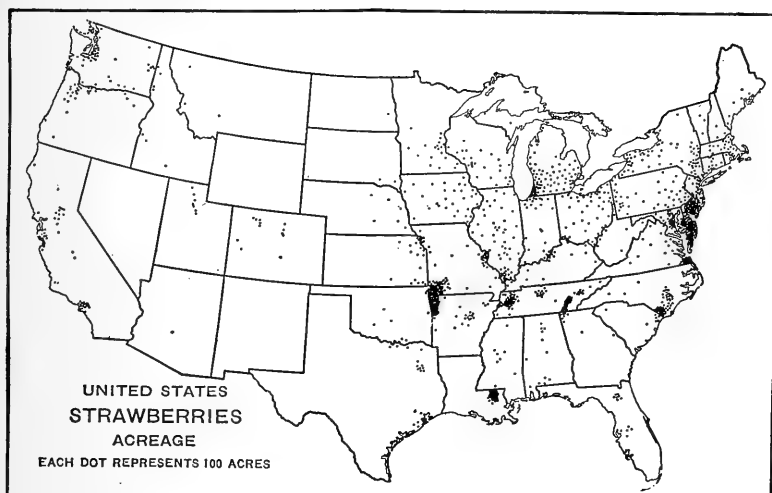 UNITED STATES
STRAWBERRIES
ACREAGE
EACH DOT REPRESENTS 100 ACRES